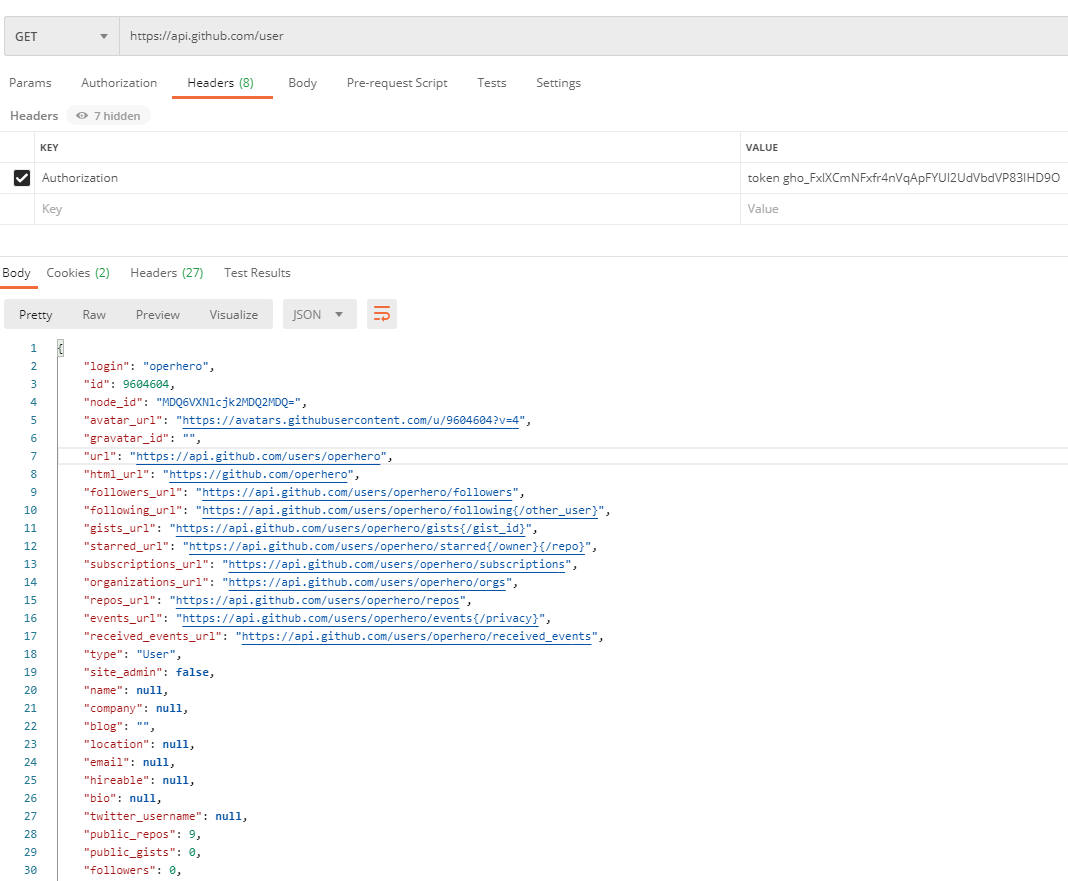 GET https://api.github.com/user
Params Authorization Headers (8) Body Pre-request Script Tests Settings
Headers 7 hidden
KEY VALUE
Authorization token 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
Key Value
Body Cookies (2) Headers (27) Test Results
Pretty Raw Preview Visualize JSON
1 {
2 "login": "operhero",
3 "id": 9604604,
4 "node_id": "MDQ6VXNlcjk2MDQ2MDQ=",
5 "avatar_url": "https://avatars.githubusercontent.com/u/9604604?v=4",
6 "gravatar_id": "",
7 "url": "https://api.github.com/users/operhero",
8 "html_url": "https://github.com/operhero",
9 "followers_url": "https://api.github.com/users/operhero/followers",
10 "following_url": "https://api.github.com/users/operhero/following{/other_user}",
11 "gists_url": "https://api.github.com/users/operhero/gists{/gist_id}",
12 "starred_url": "https://api.github.com/users/operhero/starred{/owner}{/repo}",
13 "subscriptions_url": "https://api.github.com/users/operhero/subscriptions",
14 "organizations_url": "https://api.github.com/users/operhero/orgs",
15 "repos_url": "https://api.github.com/users/operhero/repos",
16 "events_url": "https://api.github.com/users/operhero/events{/privacy}",
17 "received_events_url": "https://api.github.com/users/operhero/received_events",
18 "type": "User",
19 "site_admin": false,
20 "name": null,
21 "company": null,
22 "blog": "",
23 "location": null,
24 "email": null,
25 "hireable": null,
26 "bio": null,
27 "twitter_username": null,
28 "public_repos": 9,
29 "public_gists": 0,
30 "followers": 0,